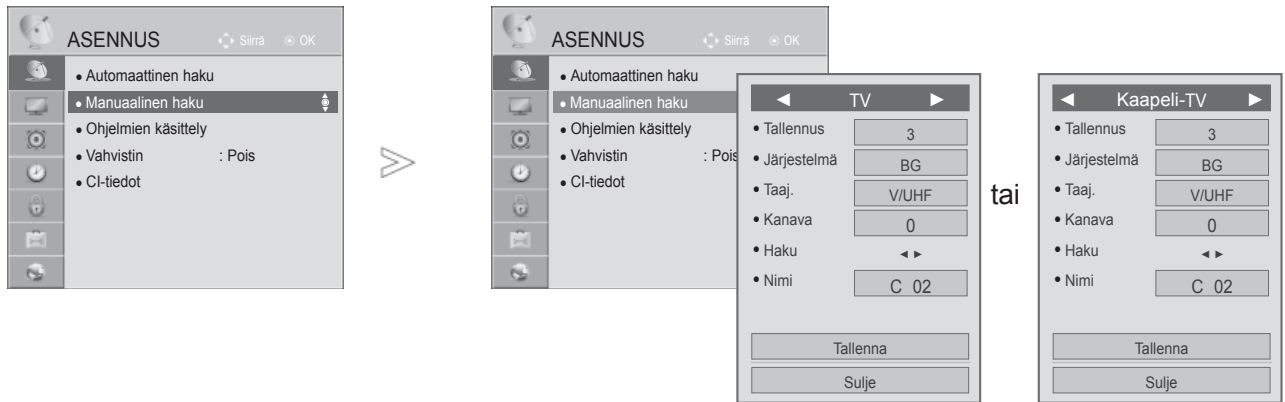 ASENNUS Siirrä OK
• Automaattinen haku
• Manuaalinen haku
• Ohjelmien käsittely
• Vahvistin : Pois
• CI-tiedot
ASENNUS Siirrä OK
• Automaattinen haku
• Manuaalinen haku
• Ohjelmien käsittely
• Vahvistin : Pois
• CI-tiedot
◄ TV ►
• Tallennus 3
• Järjestelmä BG
• Taaj. V/UHF
• Kanava 0
• Haku ◄ ►
• Nimi C 02
Tallenna
Sulje
tai
◄ Kaapeli-TV ►
• Tallennus 3
• Järjestelmä BG
• Taaj. V/UHF
• Kanava 0
• Haku ◄ ►
• Nimi C 02
Tallenna
Sulje